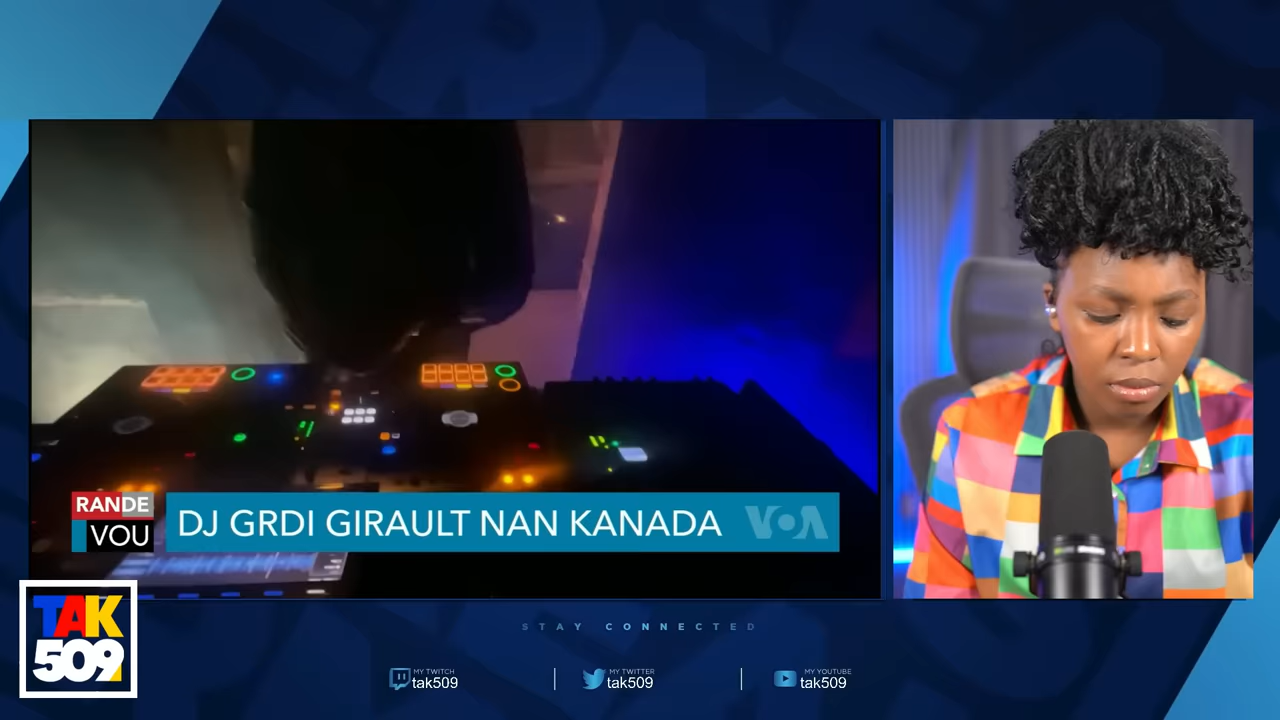 RANDE
VOU
DJ GRDI GIRAULT NAN KANADA
VOA
TAK
509
STAY CONNECTED
MY TWITCH
tak509
MY TWITTER
tak509
MY YOUTUBE
tak509